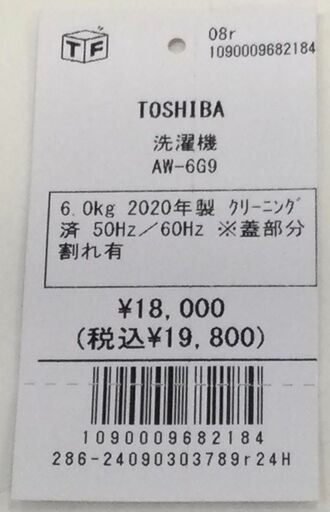 TF
08r
1090009682184
TOSHIBA
洗濯機
AW-6G9
6.0kg 2020年製 ｸﾘｰﾆﾝｸﾞ
済 50Hz／60Hz ※蓋部分
割れ有
¥18,000
(税込¥19,800)
1090009682184
286-24090303789r24H